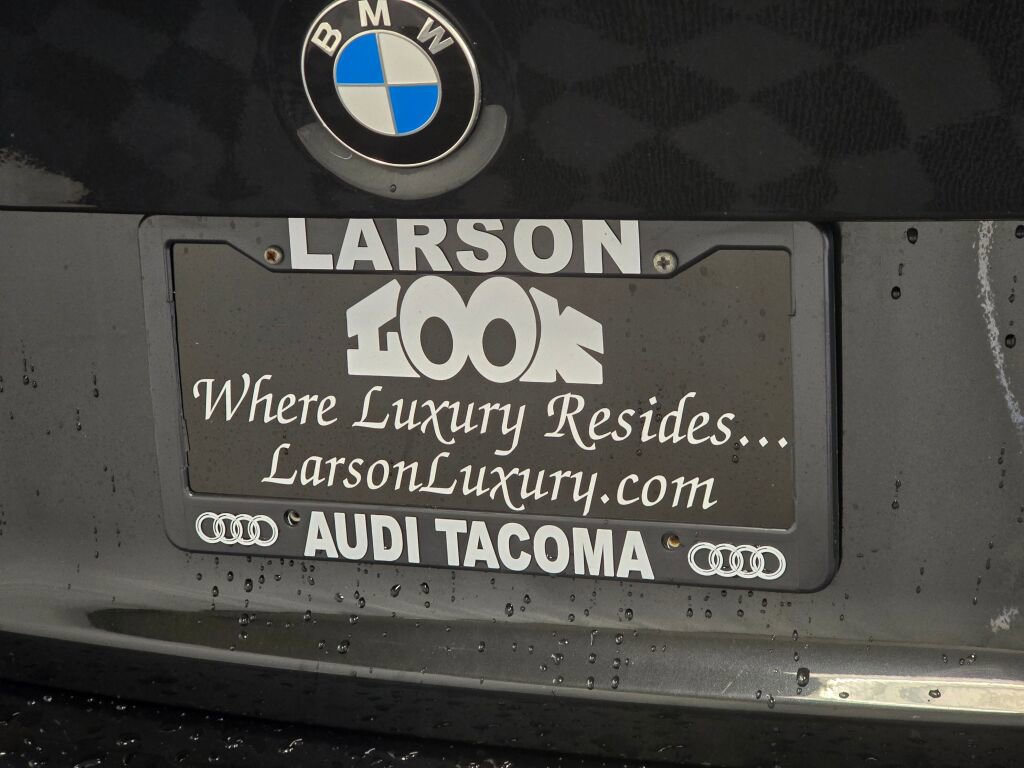 BMW
LARSON
LOOK
Where Luxury Resides...
LarsonLuxury.com
AUDI TACOMA